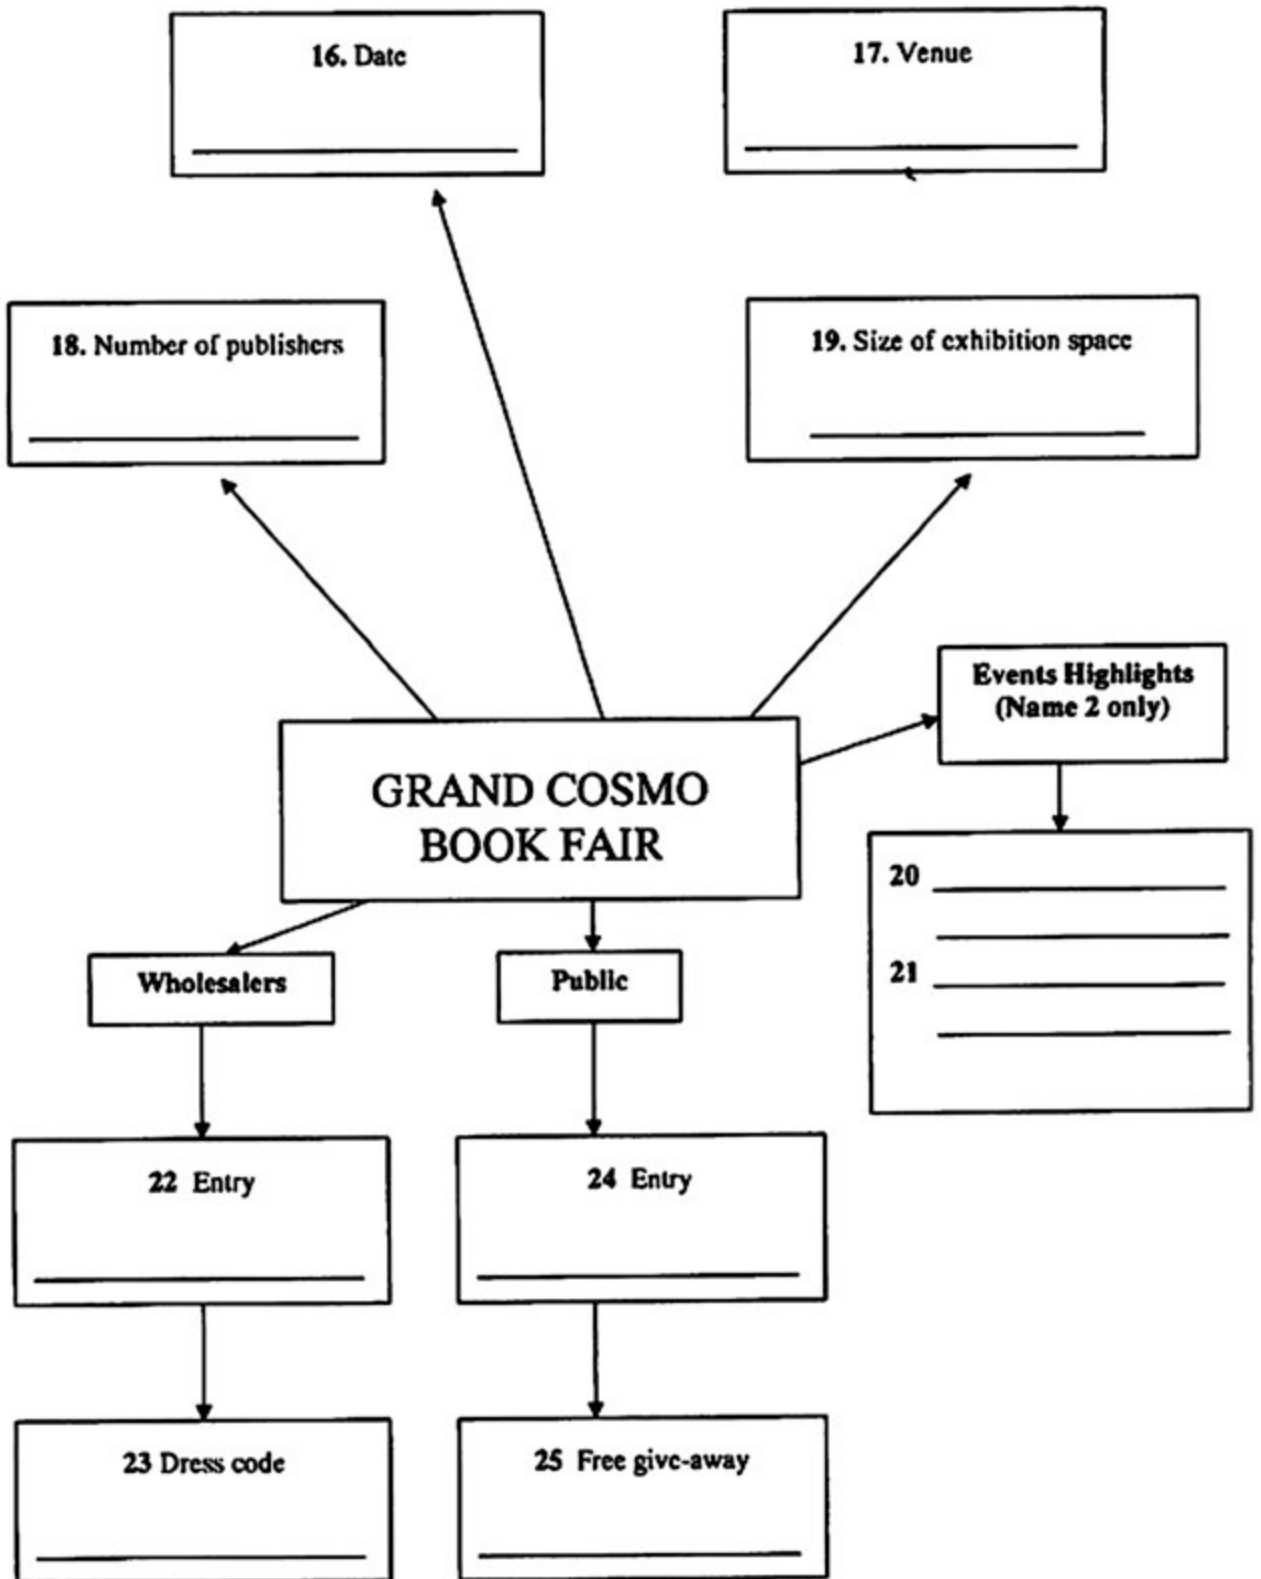 16. Date
17. Venue
18. Number of publishers
19. Size of exhibition space
Events Highlights
(Name 2 only)
GRAND COSMO
BOOK FAIR
20
21
Wholesalers
Public
22 Entry
24 Entry
23 Dress code
25 Free give-away